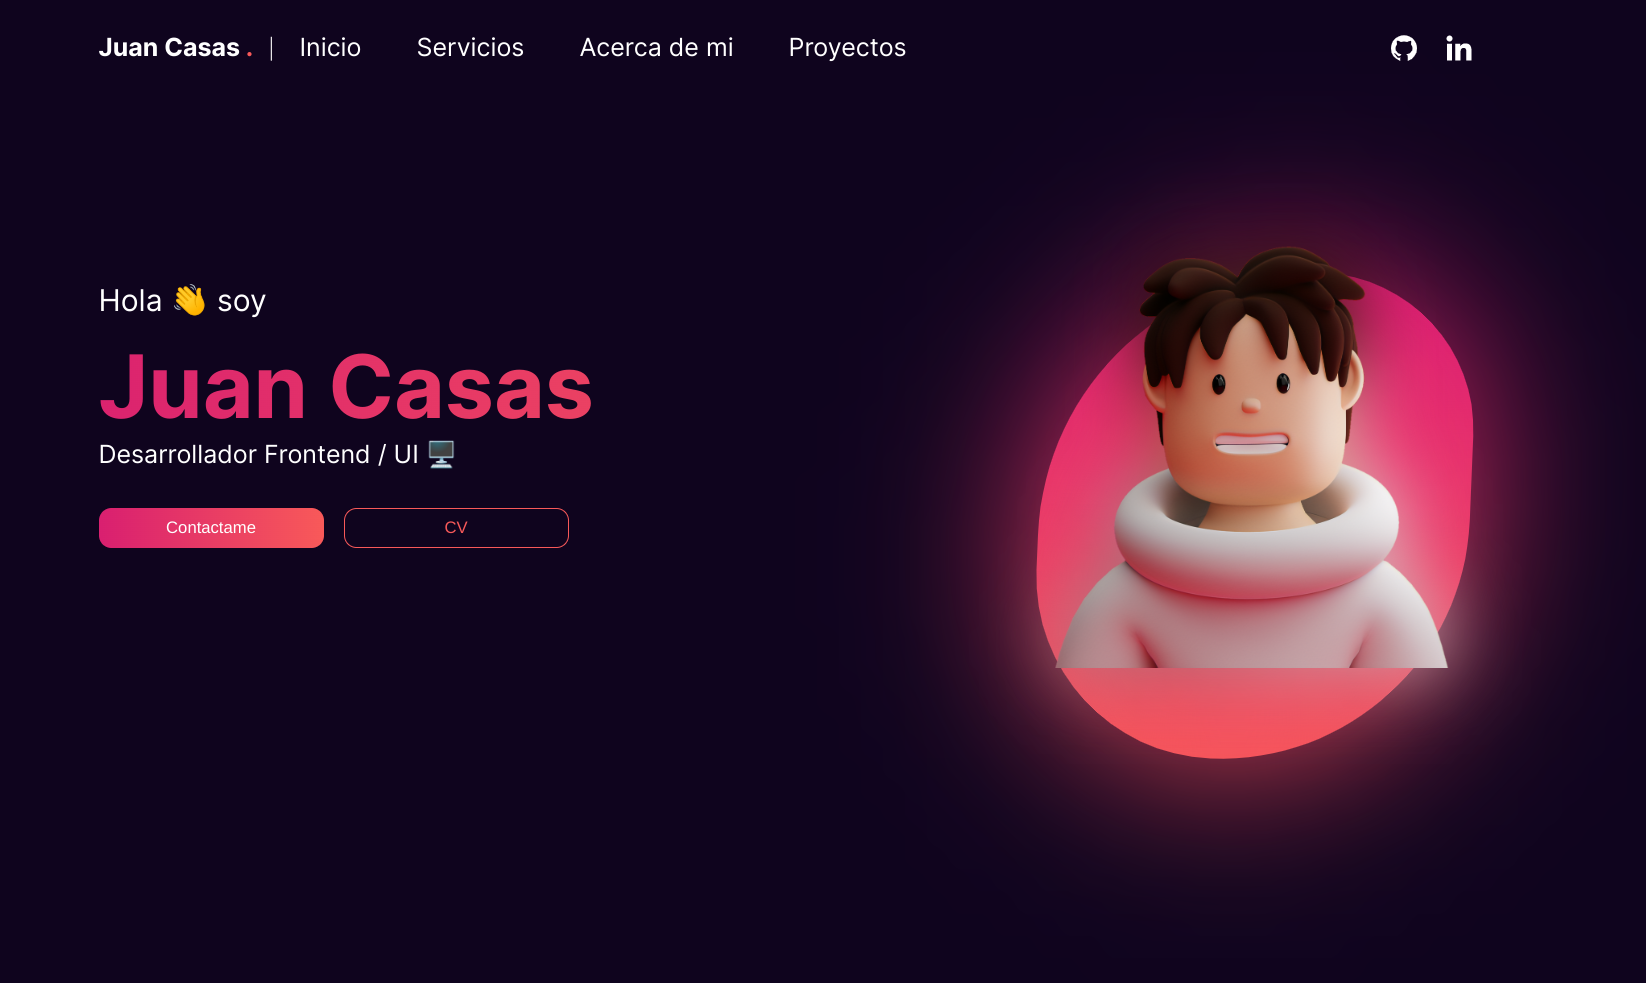 Juan Casas . | Inicio Servicios Acerca de mi Proyectos
Hola 👋 soy
Juan Casas
Desarrollador Frontend / UI 🖥️
Contactame CV